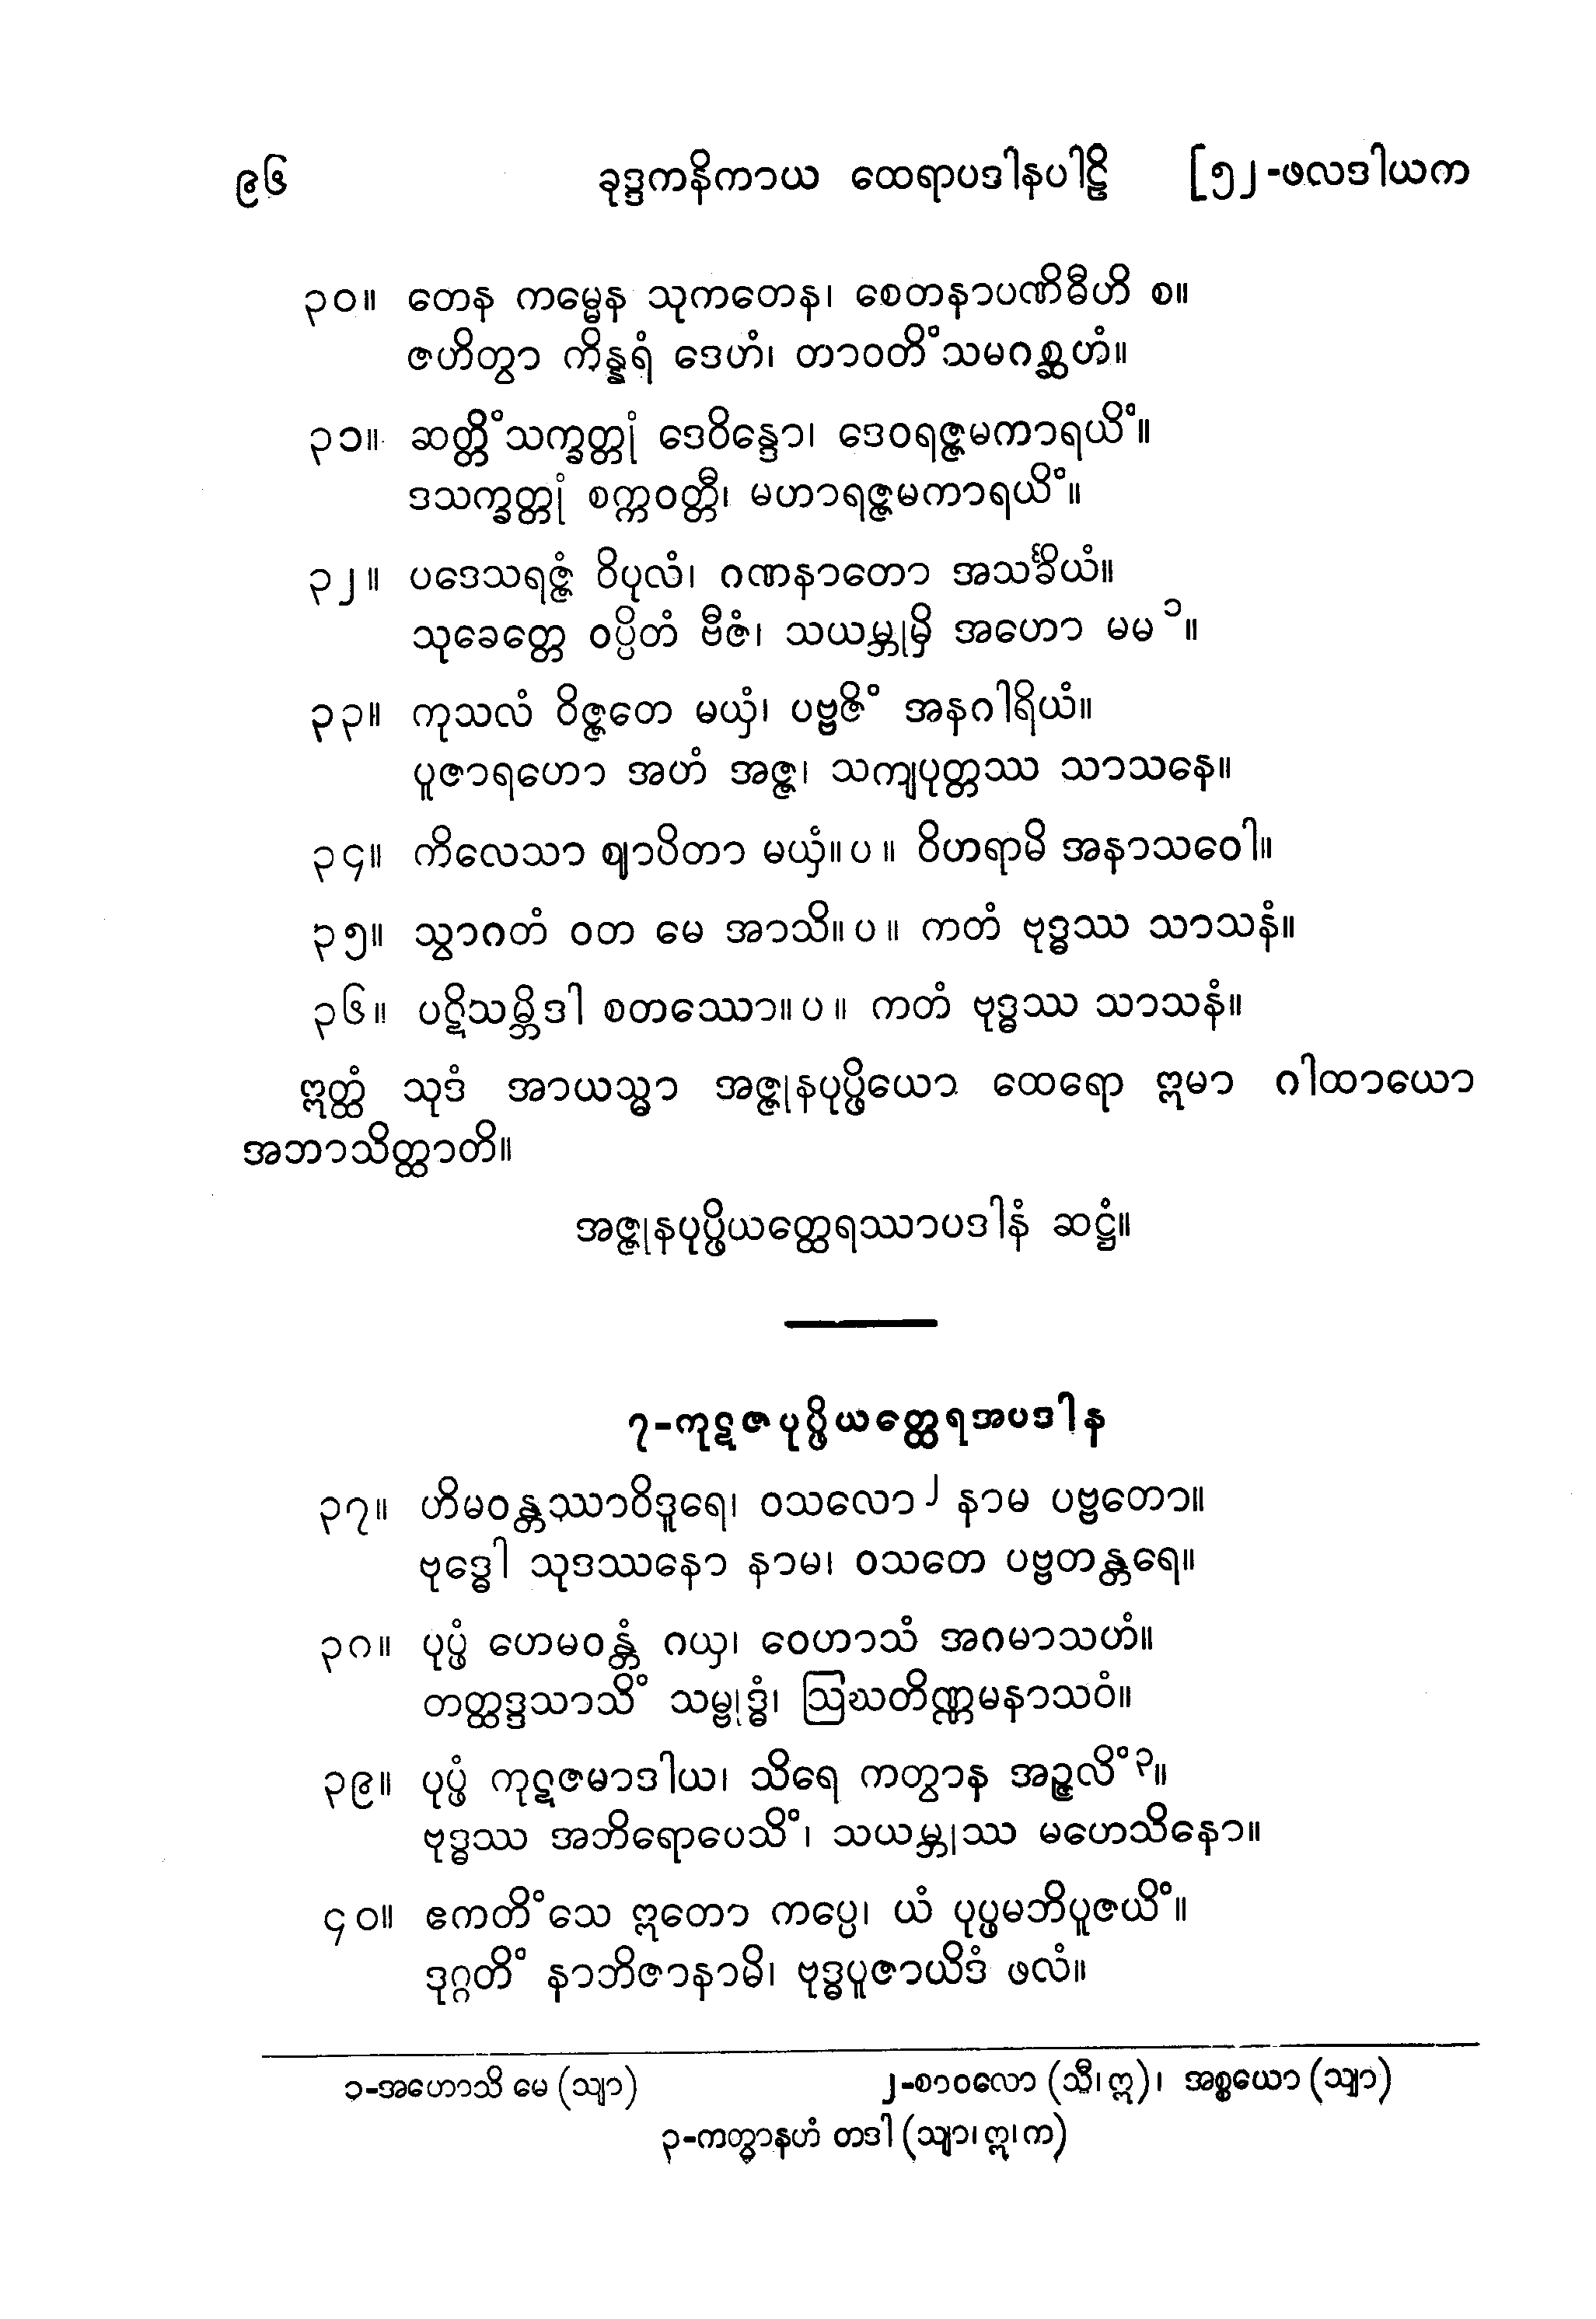 ၉၆ ခုဒ္ဒကနိကာယ ထေရာပဒါနပါဠိ [၅၂-ဖလဒါယက
၃၀။ တေန ကမ္မေန သုကတေန၊ စေတနာပဏိဓီဟိ စ။
ဇဟိတွာ ကိန္နရံ ဒေဟံ၊ တာဝတိံသမဂစ္ဆဟံ။
၃၁။ ဆတ္တိံသက္ခတ္တုံ ဒေဝိန္ဒော၊ ဒေဝရဇ္ဇမကာရယိံ။
ဒသက္ခတ္တုံ စက္ကဝတ္တီ၊ မဟာရဇ္ဇမကာရယိံ။
၃၂။ ပဒေသရဇ္ဇံ ဝိပုလံ၊ ဂဏနာတော အသင်္ခိယံ။
သုခေတ္တေ ဝပ္ပိတံ ဗီဇံ၊ သယမ္ဘုမှိ အဟော မမ ၁။
၃၃။ ကုသလံ ဝိဇ္ဇတေ မယှံ၊ ပဗ္ဗဇိံ အနဂါရိယံ။
ပူဇာရဟော အဟံ အဇ္ဇ၊ သကျပုတ္တဿ သာသနေ။
၃၄။ ကိလေသာ ဈာပိတာ မယှံ။ပ။ ဝိဟရာမိ အနာသဝေါ။
၃၅။ သွာဂတံ ဝတ မေ အာသိ။ပ။ ကတံ ဗုဒ္ဓဿ သာသနံ။
၃၆။ ပဋိသမ္ဘိဒါ စတဿော။ပ။ ကတံ ဗုဒ္ဓဿ သာသနံ။
ဣတ္ထံ သုဒံ အာယသ္မာ အဇ္ဇုနပုပ္ဖိယော ထေရော ဣမာ ဂါထာယော
အဘာသိတ္ထာတိ။
အဇ္ဇုနပုပ္ဖိယတ္ထေရဿာပဒါနံ ဆဋ္ဌံ။
၇-ကုဋဇပုပ္ဖိယတ္ထေရအပဒါန
၃၇။ ဟိမဝန္တဿာဝိဒူရေ၊ ဝသလော၂ နာမ ပဗ္ဗတော။
ဗုဒ္ဓေါ သုဒဿနော နာမ၊ ဝသတေ ပဗ္ဗတန္တရေ။
၃၈။ ပုပ္ဖံ ဟေမဝန္တံ ဂယှ၊ ဝေဟာသံ အဂမာသဟံ။
တတ္ထဒ္ဒသာသိံ သမ္ဗုဒ္ဓံ၊ ဩဃတိဏ္ဏမနာသဝံ။
၃၉။ ပုပ္ဖံ ကုဋဇမာဒါယ၊ သိရေ ကတွာန အဉ္ဇလိံ၃။
ဗုဒ္ဓဿ အဘိရောပေသိံ၊ သယမ္ဘုဿ မဟေသိနော။
၄၀။ ဧကတိံသေ ဣတော ကပ္ပေ၊ ယံ ပုပ္ဖမဘိပူဇယိံ။
ဒုဂ္ဂတိံ နာဘိဇာနာမိ၊ ဗုဒ္ဓပူဇာယိဒံ ဖလံ။
၁-အဟောသိ မေ (သျာ) ၂-စာဝလော (သီ၊ဣ)၊ အစ္စယော (သျာ)
၃-ကတွာနဟံ တဒါ (သျာ၊ဣ၊က)